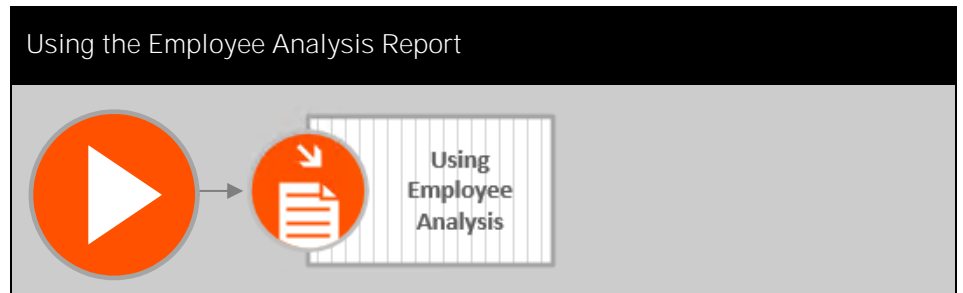 Using the Employee Analysis Report
Using
Employee
Analysis